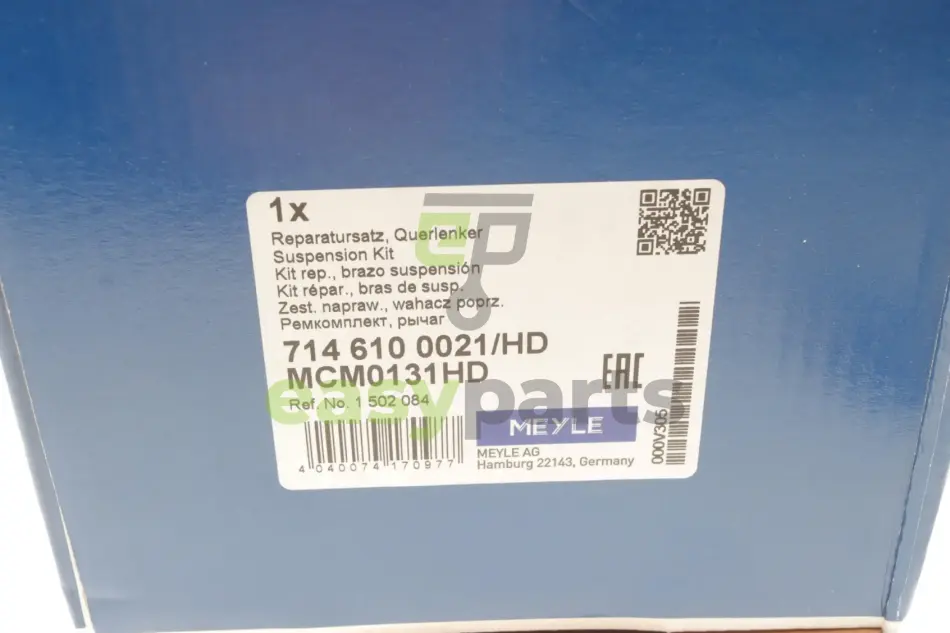 1x
Reparatursatz, Querlenker
Suspension Kit
Kit rep., brazo suspensión
Kit répar., bras de susp.
Zest. napraw., wahacz poprz.
Ремкомплект, рычаг
714 610 0021/HD
MCM0131HD
Ref. No. 1 502 084
EAC
easyparts
MEYLE
MEYLE AG
Hamburg 22143, Germany
4 040074 170977
000V305
ep